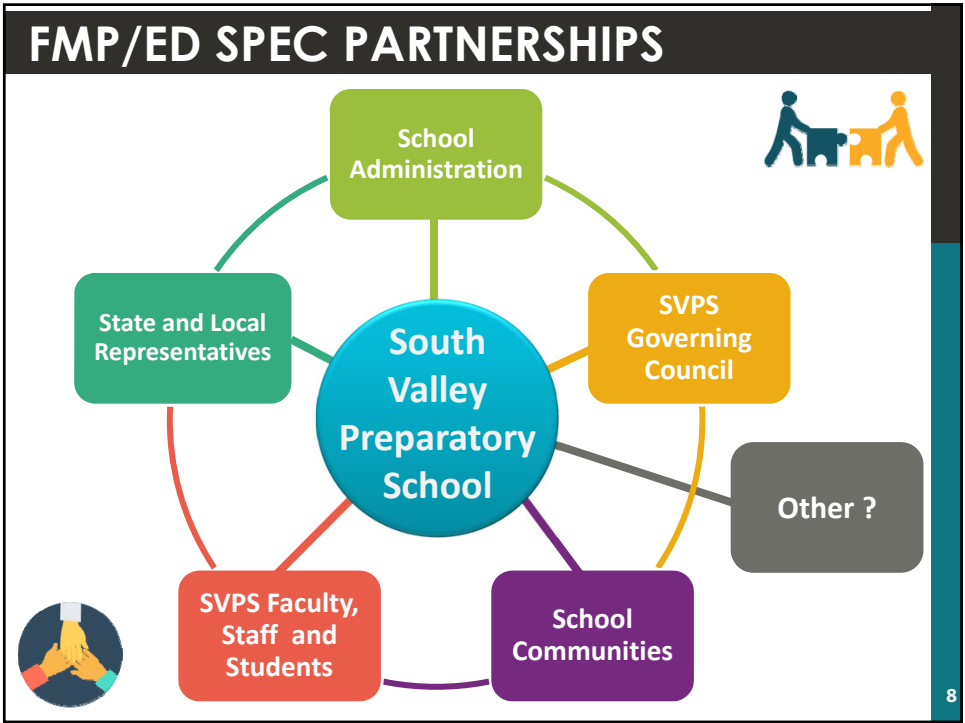 FMP/ED SPEC PARTNERSHIPS
School
Administration
State and Local
Representatives
SVPS
Governing
Council
South
Valley
Preparatory
School
Other ?
SVPS Faculty,
Staff and
Students
School
Communities
8